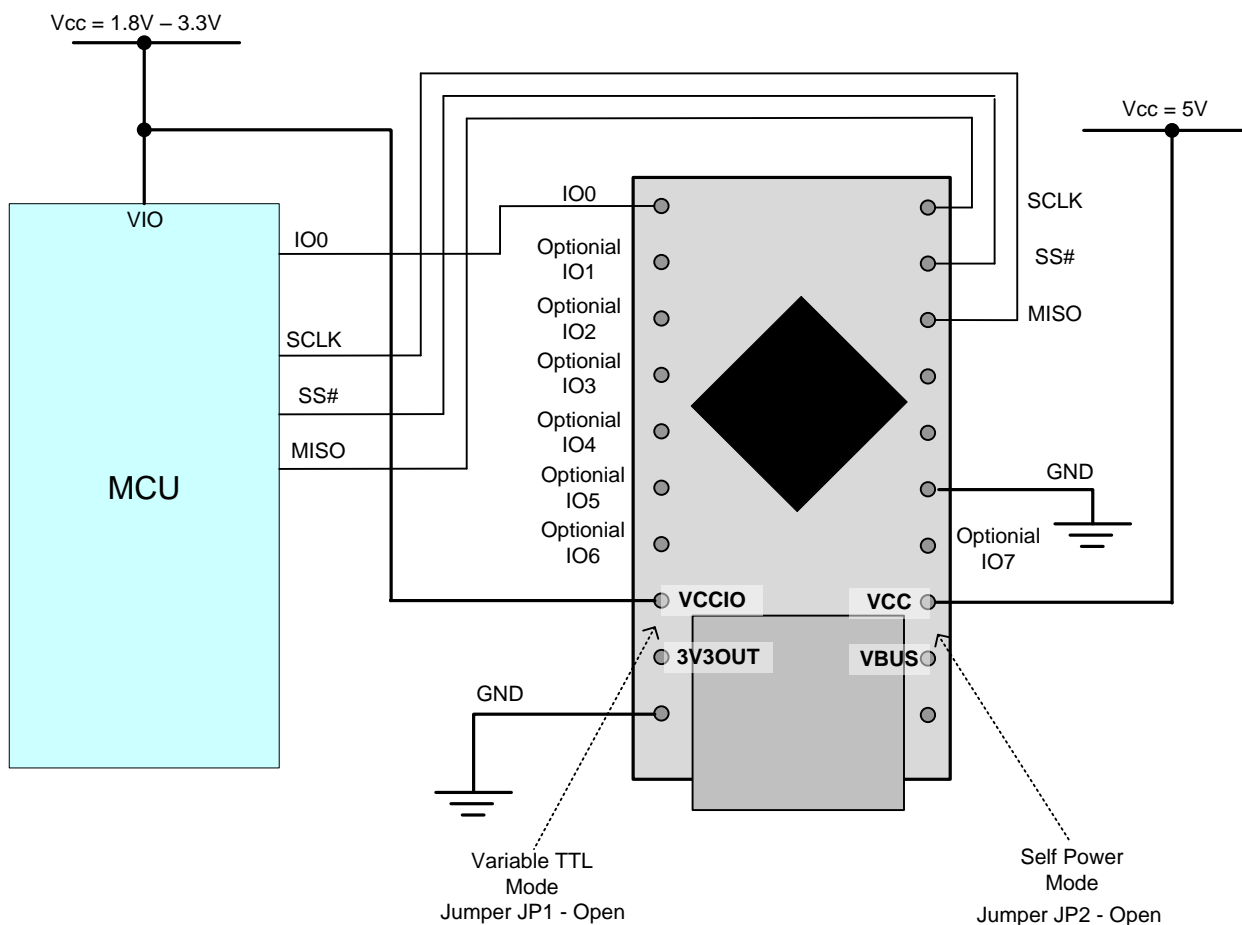 Vcc = 1.8V – 3.3V
Vcc = 5V
VIO
IO0
SCLK
SS#
MISO
MCU
IO0
Optionial
IO1
Optionial
IO2
Optionial
IO3
Optionial
IO4
Optionial
IO5
Optionial
IO6
VCCIO
3V3OUT
GND
SCLK
SS#
MISO
GND
Optionial
IO7
VCC
VBUS
Variable TTL
Mode
Jumper JP1 - Open
Self Power
Mode
Jumper JP2 - Open